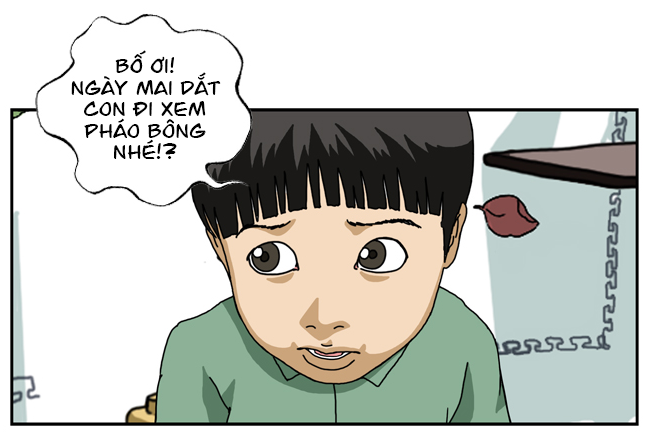 BỐ ƠI!
NGÀY MAI DẮT
CON ĐI XEM
PHÁO BÔNG
NHÉ!?